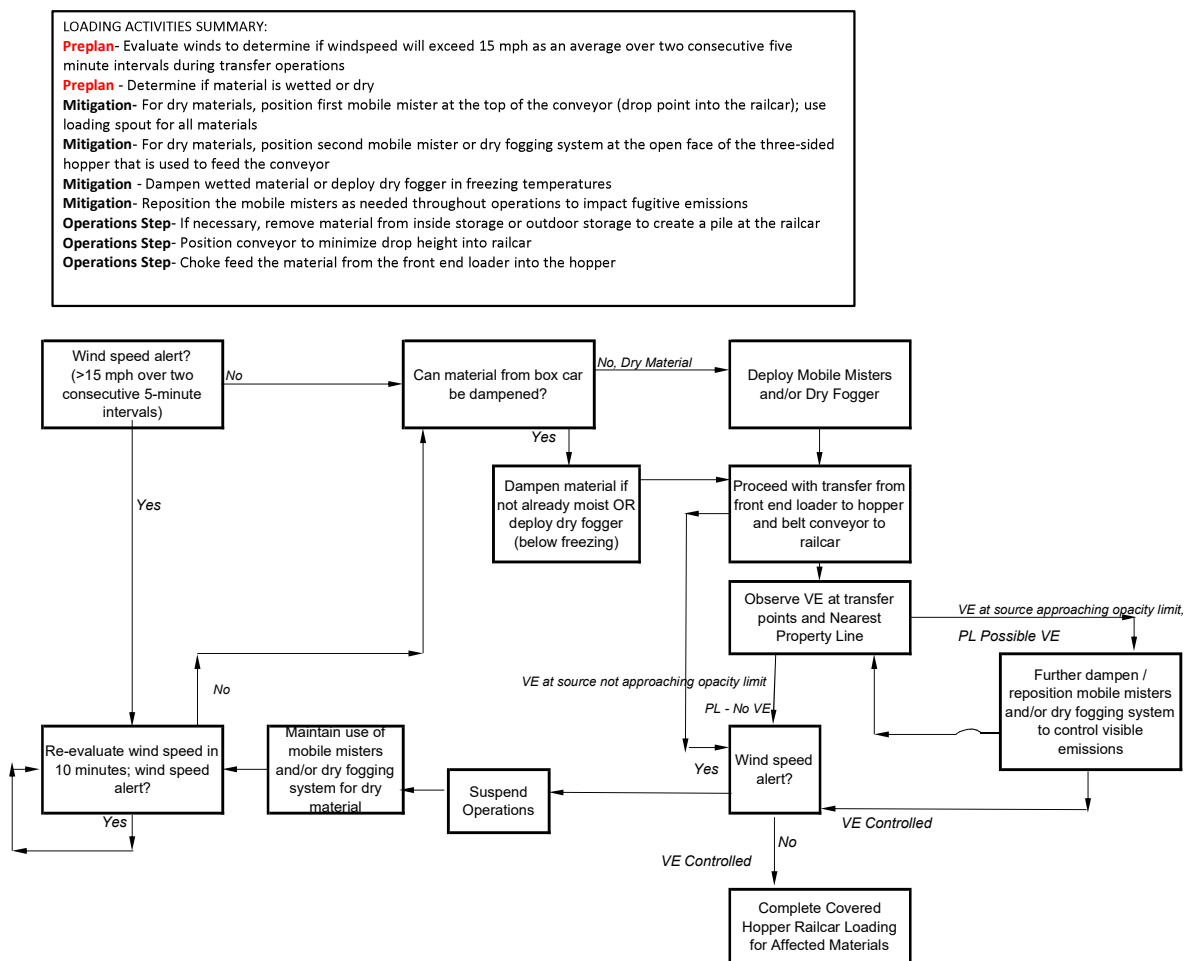 LOADING ACTIVITIES SUMMARY:
Preplan- Evaluate winds to determine if windspeed will exceed 15 mph as an average over two consecutive five
minute intervals during transfer operations
Preplan - Determine if material is wetted or dry
Mitigation- For dry materials, position first mobile mister at the top of the conveyor (drop point into the railcar); use
loading spout for all materials
Mitigation- For dry materials, position second mobile mister or dry fogging system at the open face of the three-sided
hopper that is used to feed the conveyor
Mitigation - Dampen wetted material or deploy dry fogger in freezing temperatures
Mitigation- Reposition the mobile misters as needed throughout operations to impact fugitive emissions
Operations Step- If necessary, remove material from inside storage or outdoor storage to create a pile at the railcar
Operations Step- Position conveyor to minimize drop height into railcar
Operations Step- Choke feed the material from the front end loader into the hopper
Wind speed alert?
(>15 mph over two
consecutive 5-minute
intervals)
No
Can material from box car
be dampened?
No, Dry Material
Deploy Mobile Misters
and/or Dry Fogger
Yes
Yes
Dampen material if
not already moist OR
deploy dry fogger
(below freezing)
Proceed with transfer from
front end loader to hopper
and belt conveyor to
railcar
Observe VE at transfer
points and Nearest
Property Line
VE at source approaching opacity limit,
PL Possible VE
Further dampen /
reposition mobile misters
and/or dry fogging system
to control visible
emissions
No
VE at source not approaching opacity limit
PL - No VE
Re-evaluate wind speed in
10 minutes; wind speed
alert?
Maintain use of
mobile misters
and/or dry fogging
system for dry
material
Suspend
Operations
Yes
Wind speed
alert?
Yes
VE Controlled
No
VE Controlled
Complete Covered
Hopper Railcar Loading
for Affected Materials